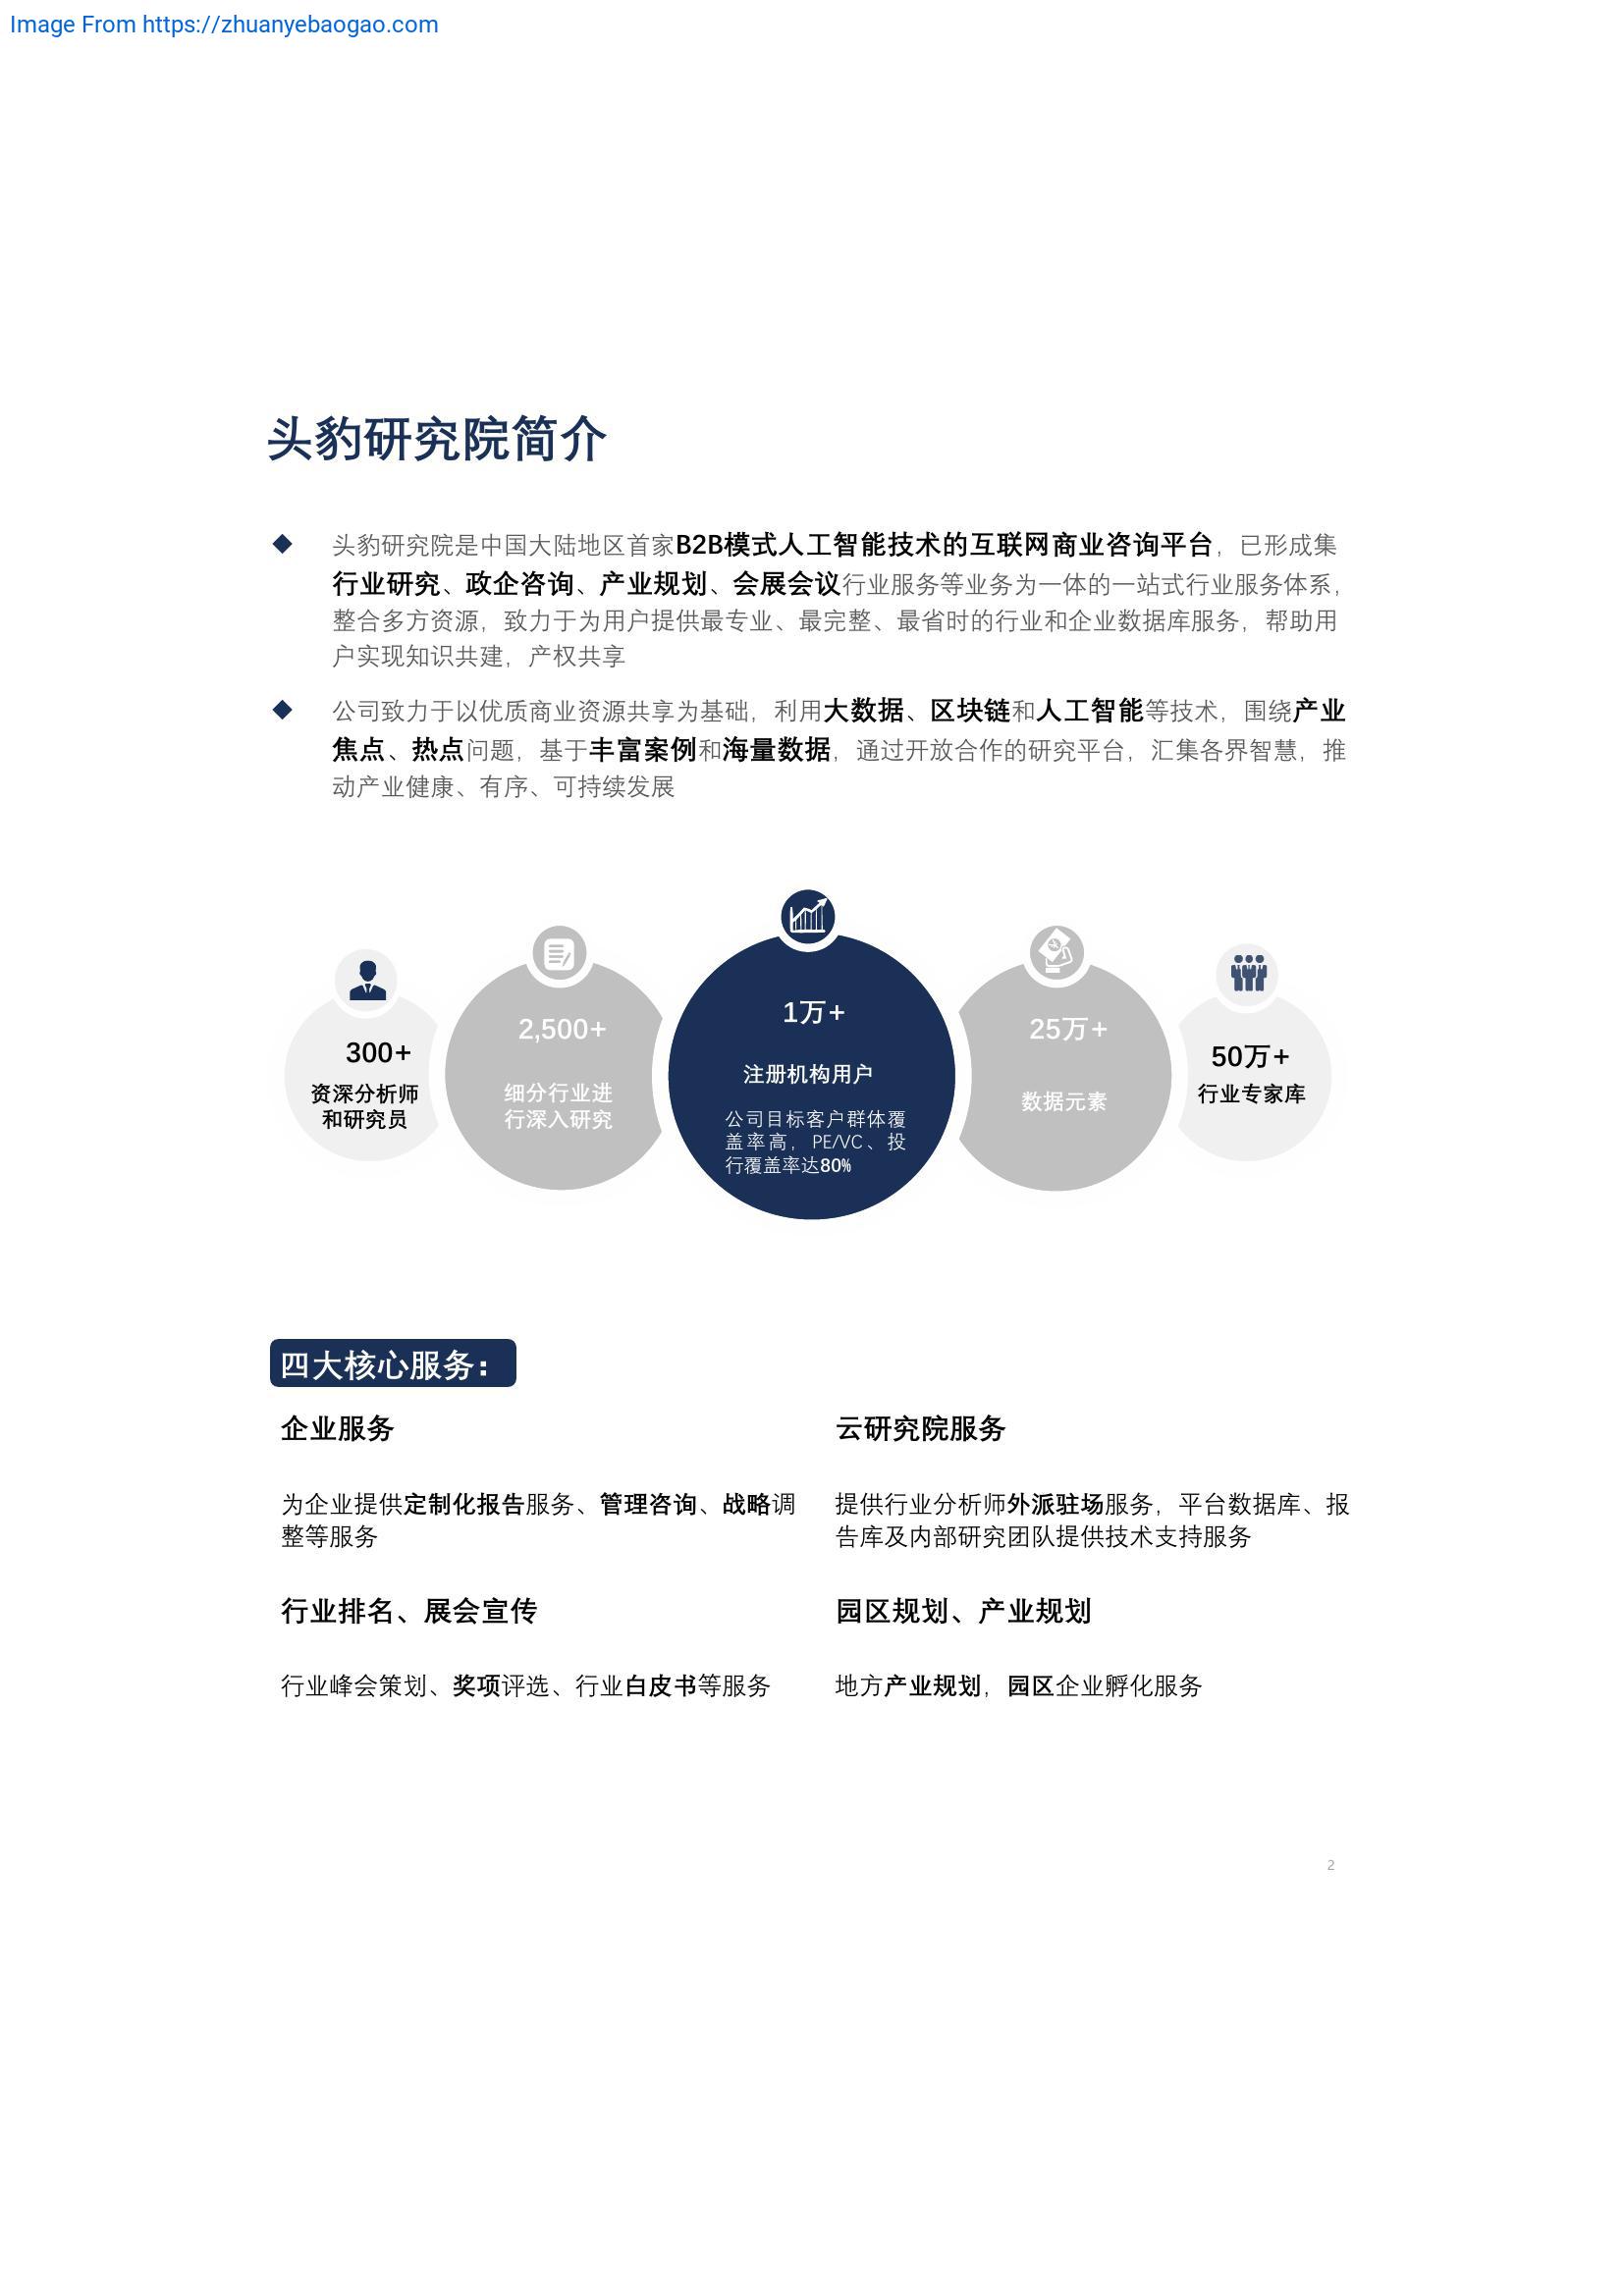 Image From https://zhuanyebaogao.com
头豹研究院简介
头豹研究院是中国大陆地区首家B2B模式人工智能技术的互联网商业咨询平台，已形成集
行业研究、政企咨询、产业规划、会展会议行业服务等业务为一体的一站式行业服务体系，
整合多方资源，致力于为用户提供最专业、最完整、最省时的行业和企业数据库服务，帮助用
户实现知识共建，产权共享
公司致力于以优质商业资源共享为基础，利用大数据、区块链和人工智能等技术，围绕产业
焦点、热点问题，基于丰富案例和海量数据，通过开放合作的研究平台，汇集各界智慧，推
动产业健康、有序、可持续发展
300+
资深分析师
和研究员
2,500+
细分行业进
行深入研究
1万+
注册机构用户
公司目标客户群体覆
盖率高，PE/VC、投
行覆盖率达80%
25万+
数据元素
50万+
行业专家库
四大核心服务：
企业服务
为企业提供定制化报告服务、管理咨询、战略调
整等服务
云研究院服务
提供行业分析师外派驻场服务，平台数据库、报
告库及内部研究团队提供技术支持服务
行业排名、展会宣传
行业峰会策划、奖项评选、行业白皮书等服务
园区规划、产业规划
地方产业规划，园区企业孵化服务
2